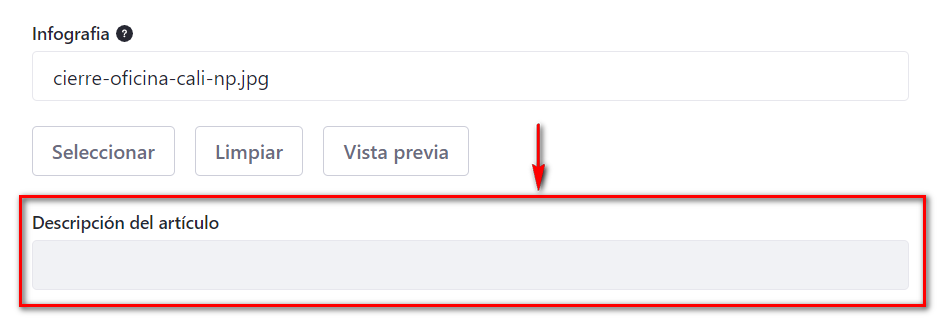 Infografia ?
cierre-oficina-cali-np.jpg
Seleccionar Limpiar Vista previa
Descripción del artículo